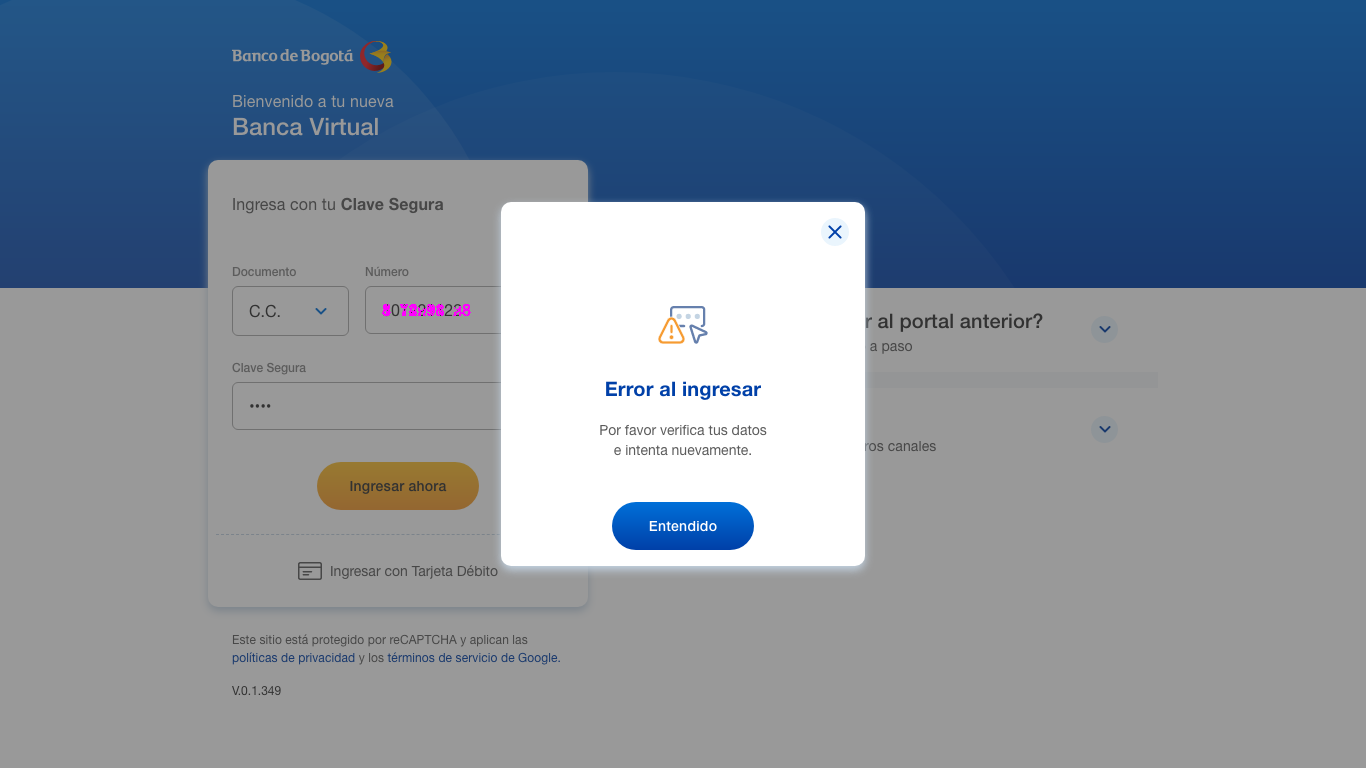 Banco de Bogotá
Bienvenido a tu nueva
Banca Virtual
Ingresa con tu Clave Segura
Documento
Número
C.C.
Clave Segura
••••
Ingresar ahora
Ingresar con Tarjeta Débito
Este sitio está protegido por reCAPTCHA y aplican las
políticas de privacidad y los términos de servicio de Google.
V.0.1.349
Error al ingresar
Por favor verifica tus datos
e intenta nuevamente.
Entendido
r al portal anterior?
a paso
ros canales